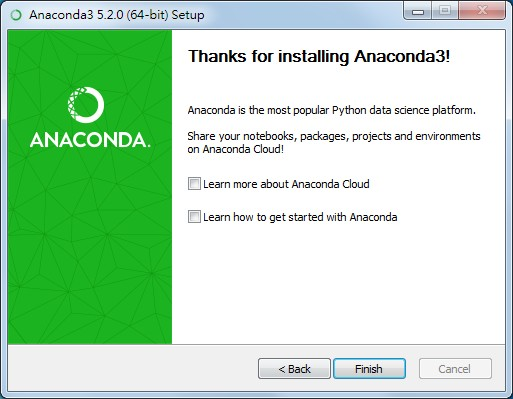 Anaconda3 5.2.0 (64-bit) Setup
Thanks for installing Anaconda3!
ANACONDA.
Anaconda is the most popular Python data science platform.
Share your notebooks, packages, projects and environments
on Anaconda Cloud!
Learn more about Anaconda Cloud
Learn how to get started with Anaconda
< Back
Finish
Cancel